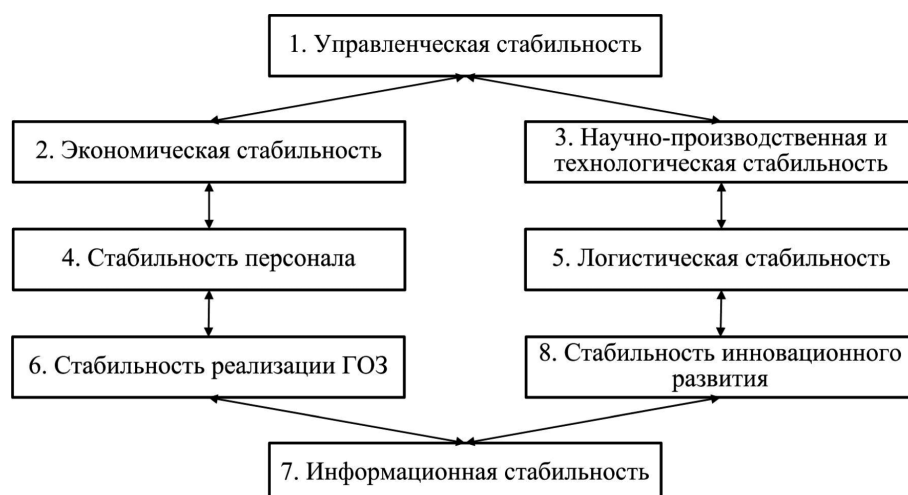 1. Управленческая стабильность
2. Экономическая стабильность
3. Научно-производственная и
технологическая стабильность
4. Стабильность персонала
5. Логистическая стабильность
6. Стабильность реализации ГОЗ
8. Стабильность инновационного
развития
7. Информационная стабильность